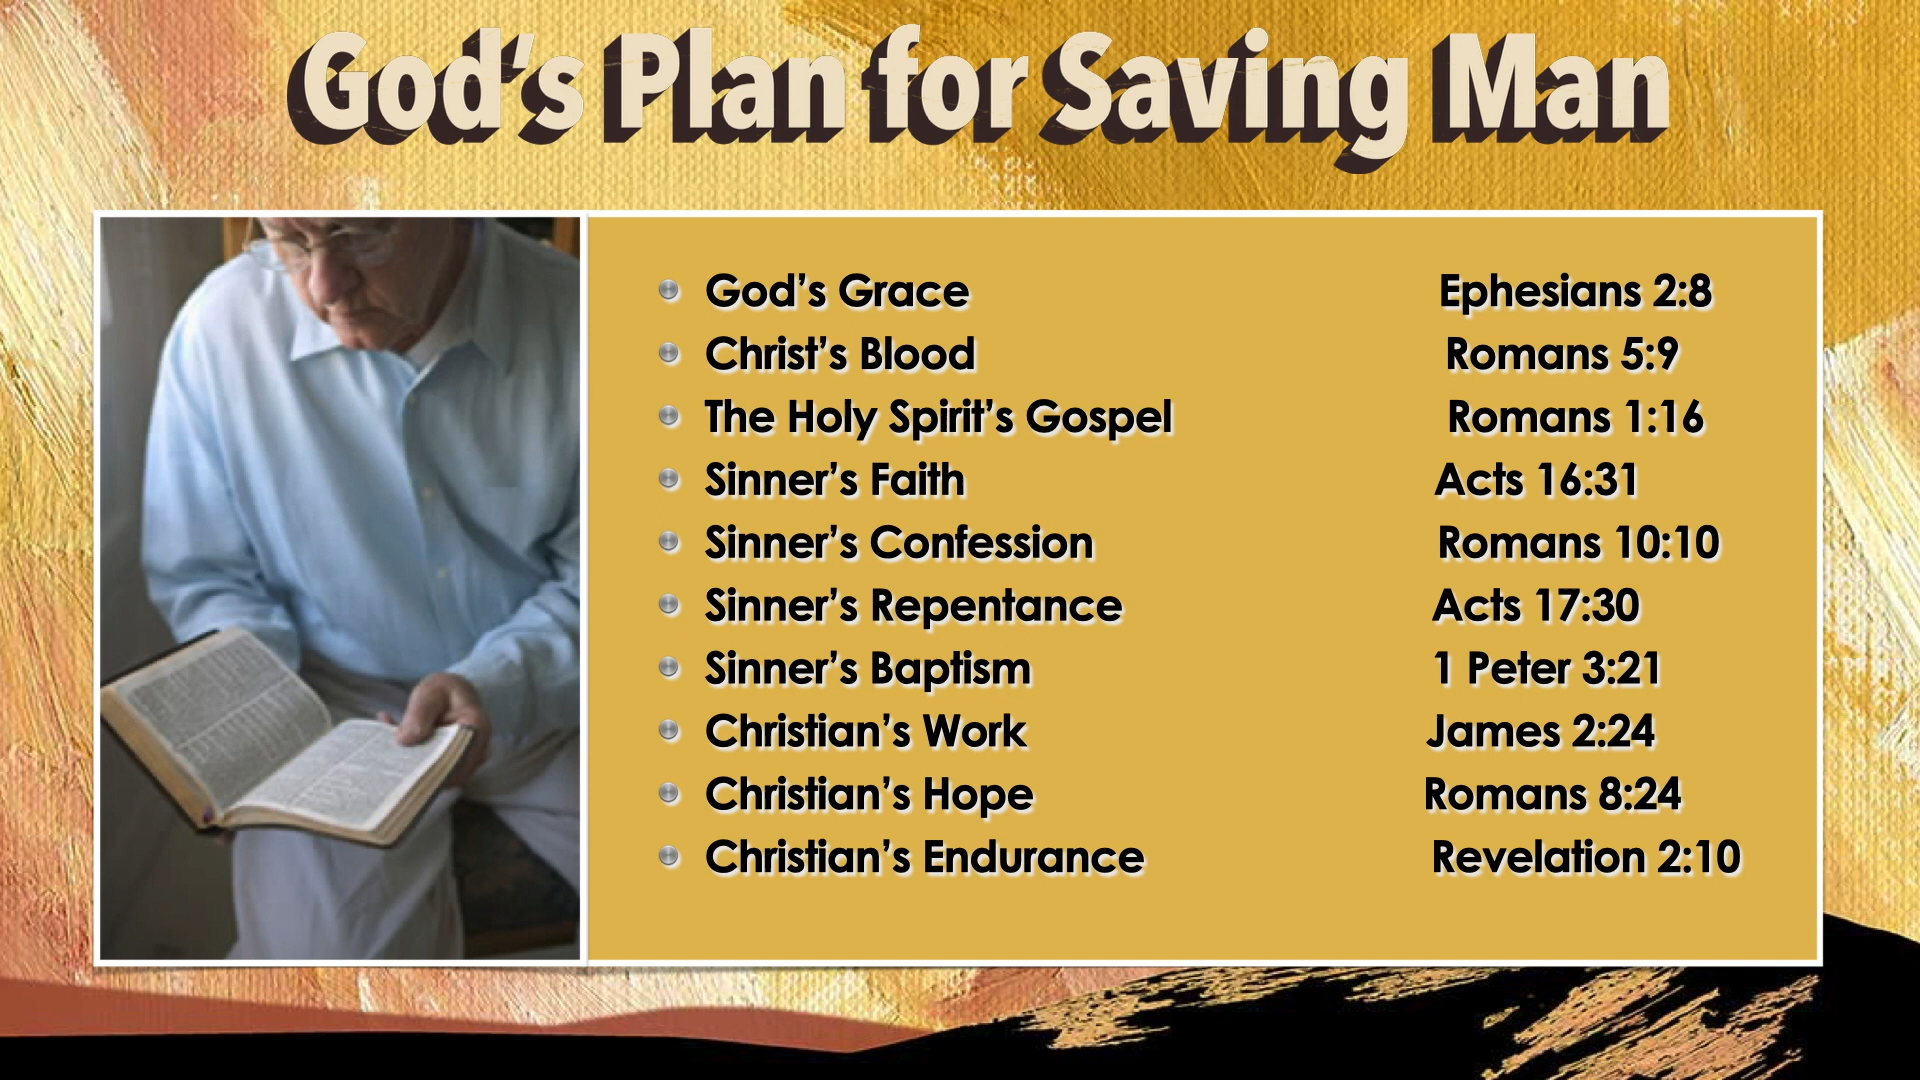 God's Plan for Saving Man
God's Grace Ephesians 2:8
Christ's Blood Romans 5:9
The Holy Spirit's Gospel Romans 1:16
Sinner's Faith Acts 16:31
Sinner's Confession Romans 10:10
Sinner's Repentance Acts 17:30
Sinner's Baptism 1 Peter 3:21
Christian's Work James 2:24
Christian's Hope Romans 8:24
Christian's Endurance Revelation 2:10